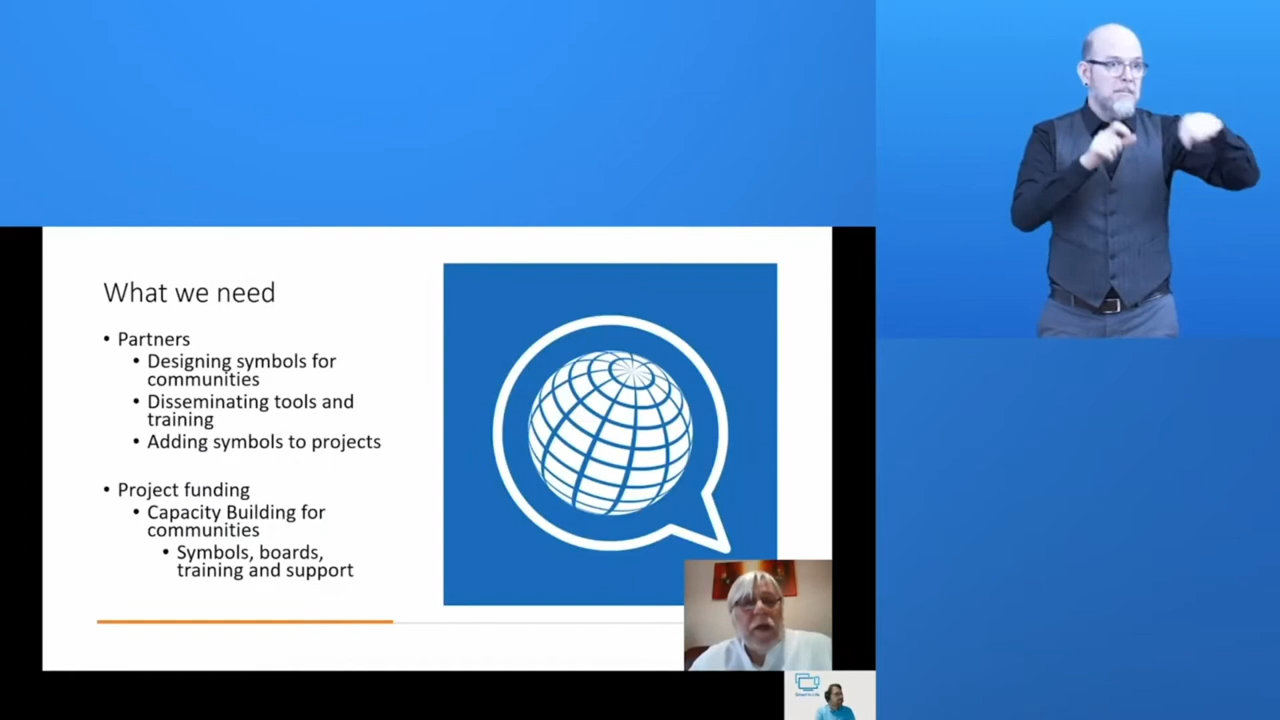 What we need
• Partners
• Designing symbols for
communities
• Disseminating tools and
training
• Adding symbols to projects
• Project funding
• Capacity Building for
communities
• Symbols, boards,
training and support